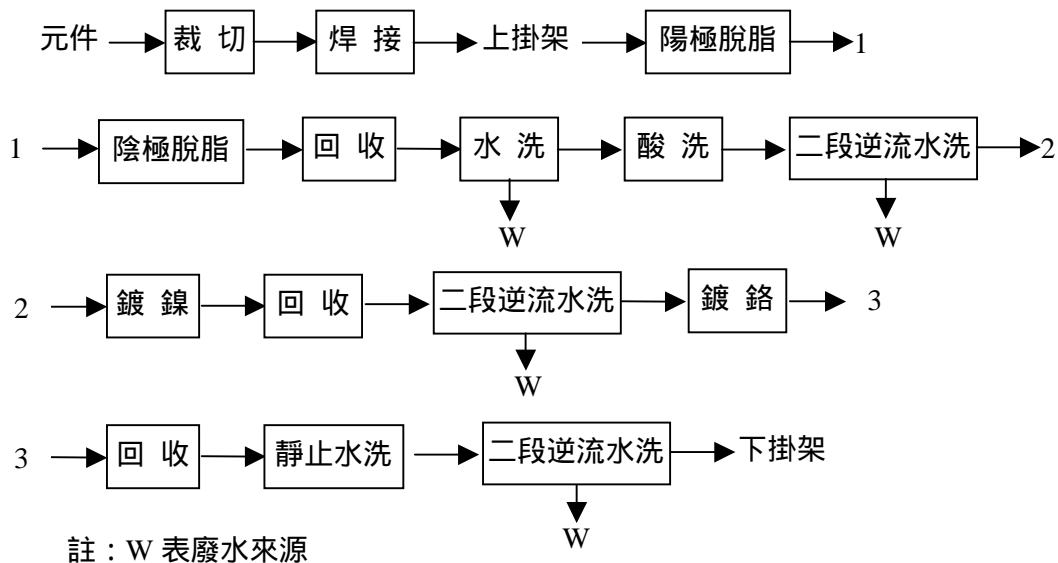 元件 裁 切 焊 接 上掛架 陽極脫脂 1
1 陰極脫脂 回 收 水 洗 酸 洗 二段逆流水洗 2
W W
2 鍍 鎳 回 收 二段逆流水洗 鍍 鉻 3
W
3 回 收 靜止水洗 二段逆流水洗 下掛架
W
註：W 表廢水來源